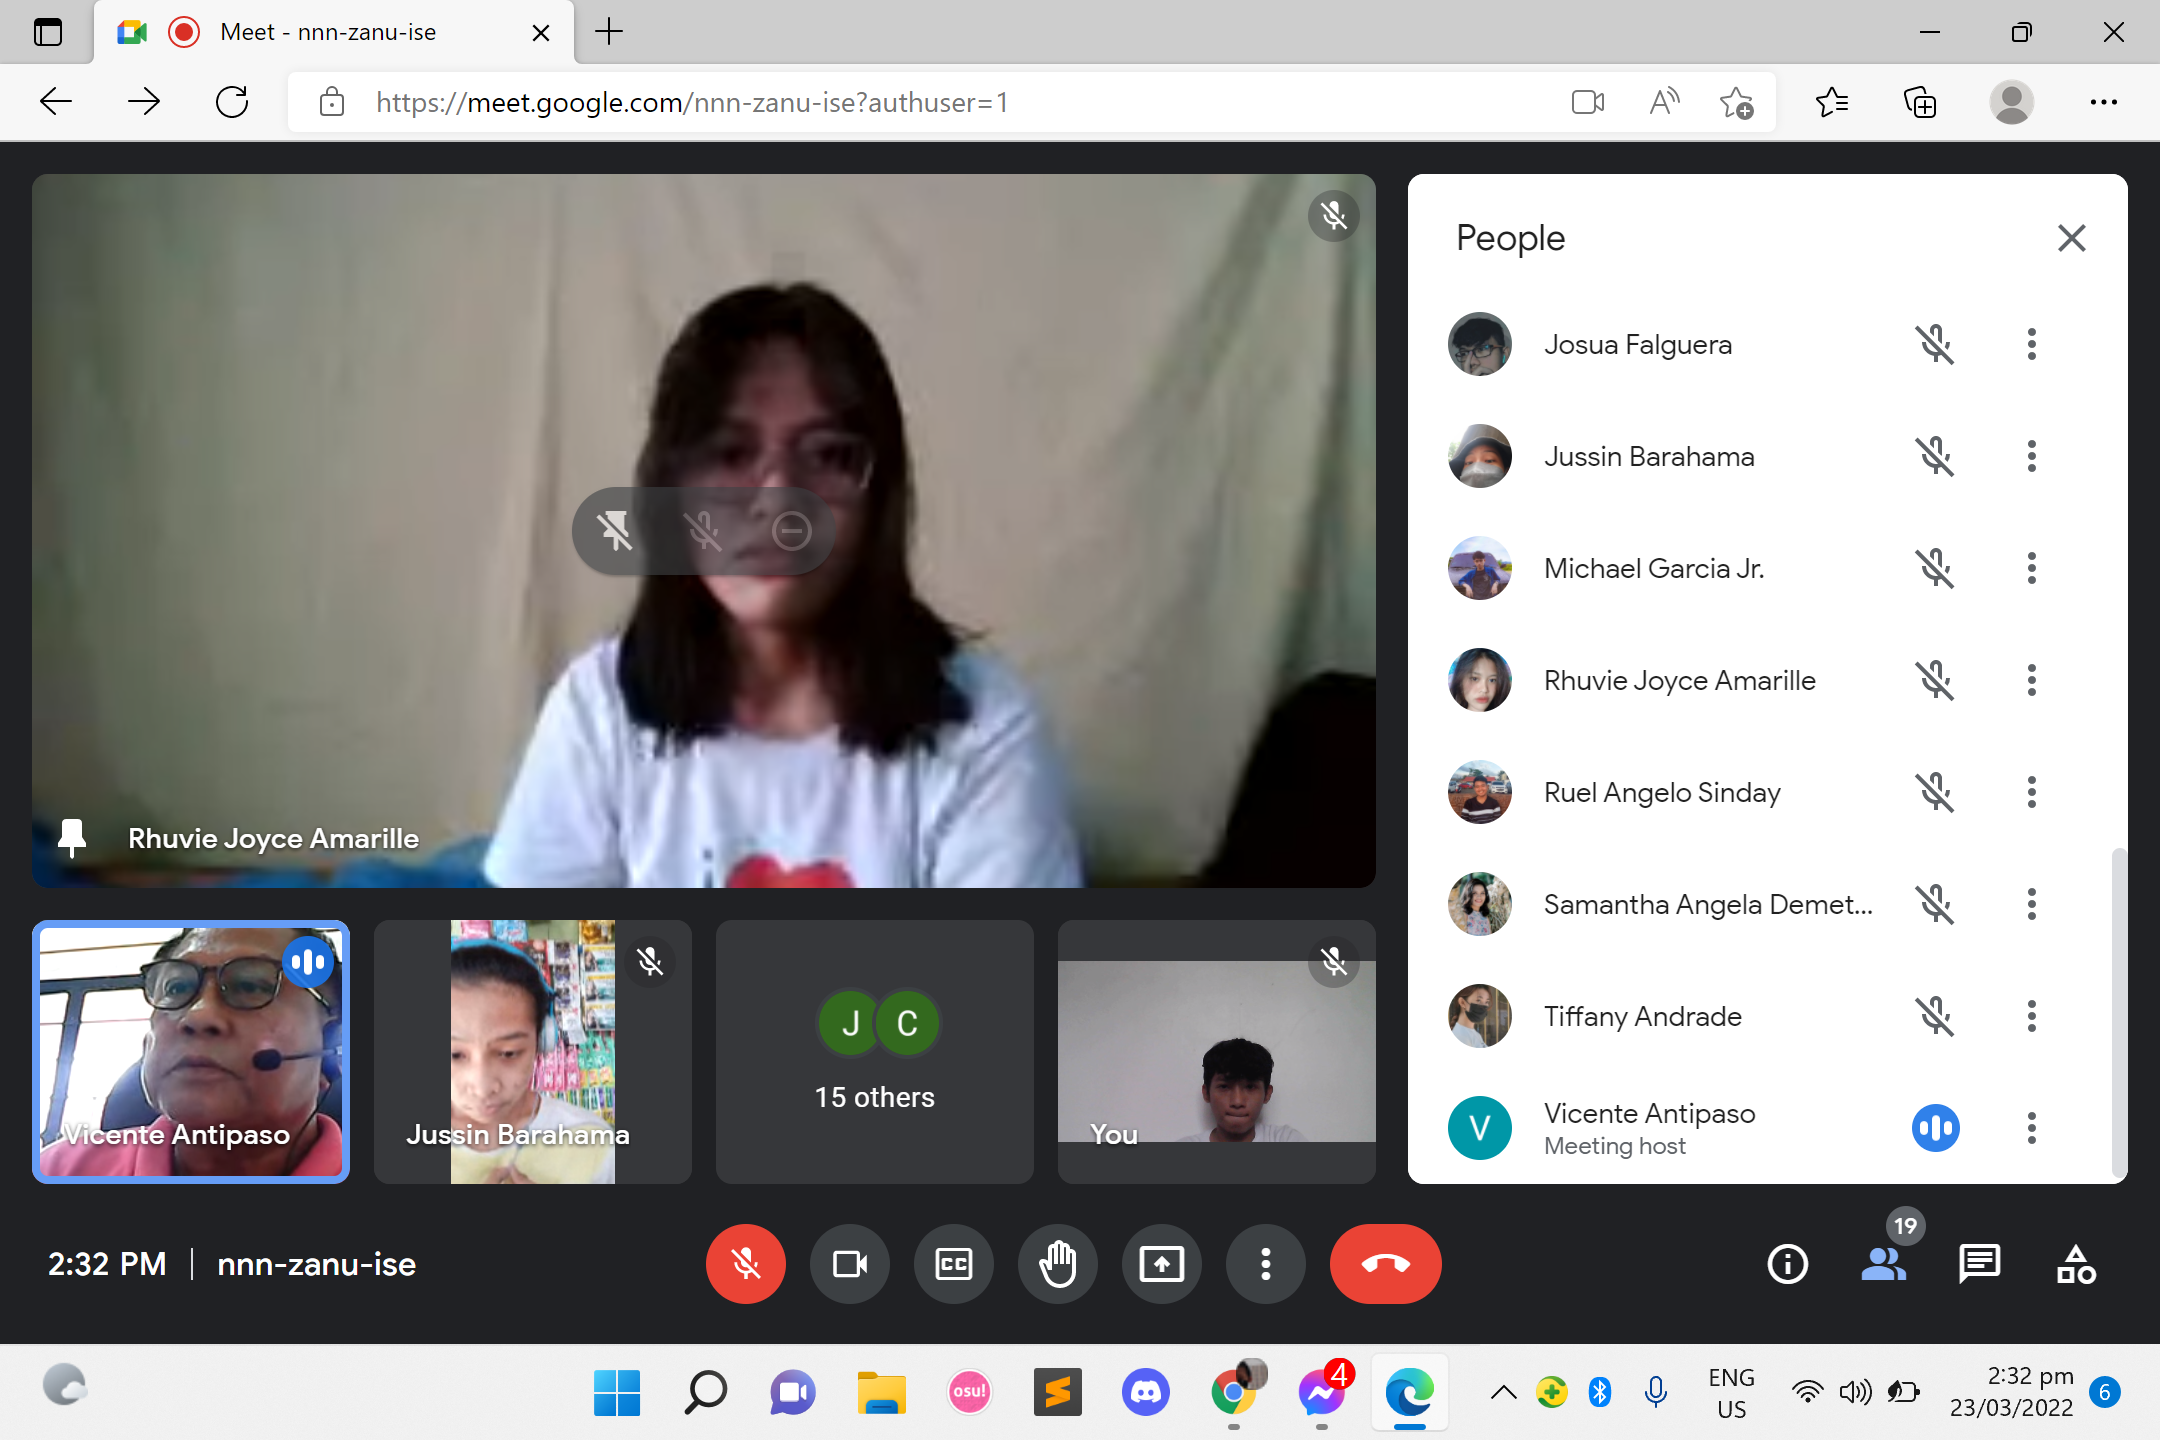 Meet - nnn-zanu-ise
https://meet.google.com/nnn-zanu-ise?authuser=1
People
Josua Falguera
Jussin Barahama
Michael Garcia Jr.
Rhuvie Joyce Amarille
Ruel Angelo Sinday
Samantha Angela Demet...
Tiffany Andrade
V
Vicente Antipaso
Meeting host
Rhuvie Joyce Amarille
Vicente Antipaso
Jussin Barahama
J C
15 others
You
2:32 PM | nnn-zanu-ise
CC
19
osu!
4
ENG
US
2:32 pm
23/03/2022
6